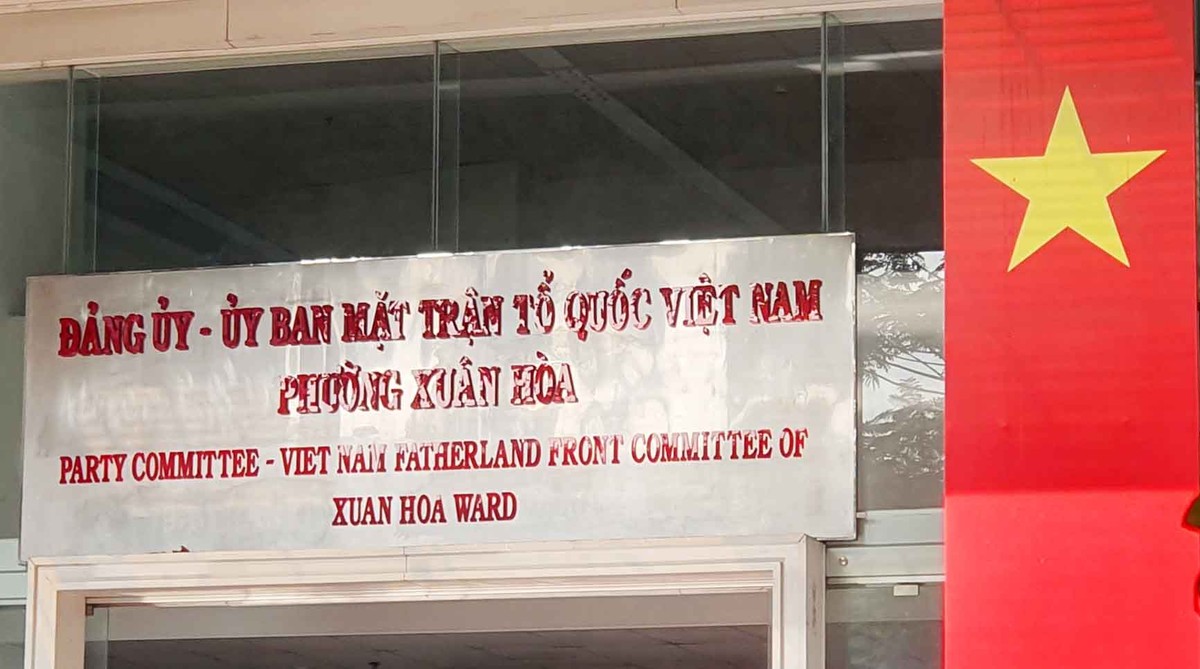 ĐẢNG ỦY - ỦY BAN MẶT TRẬN TỔ QUỐC VIỆT NAM
PHƯỜNG XUÂN HÒA
PARTY COMMITTEE - VIET NAM FATHERLAND FRONT COMMITTEE OF
XUAN HOA WARD